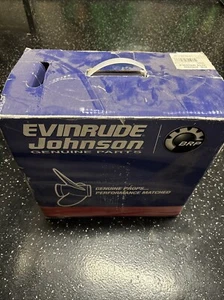 EVINRUDE
Johnson
GENUINE PARTS
BRP
GENUINE PROPS...
PERFORMANCE MATCHED